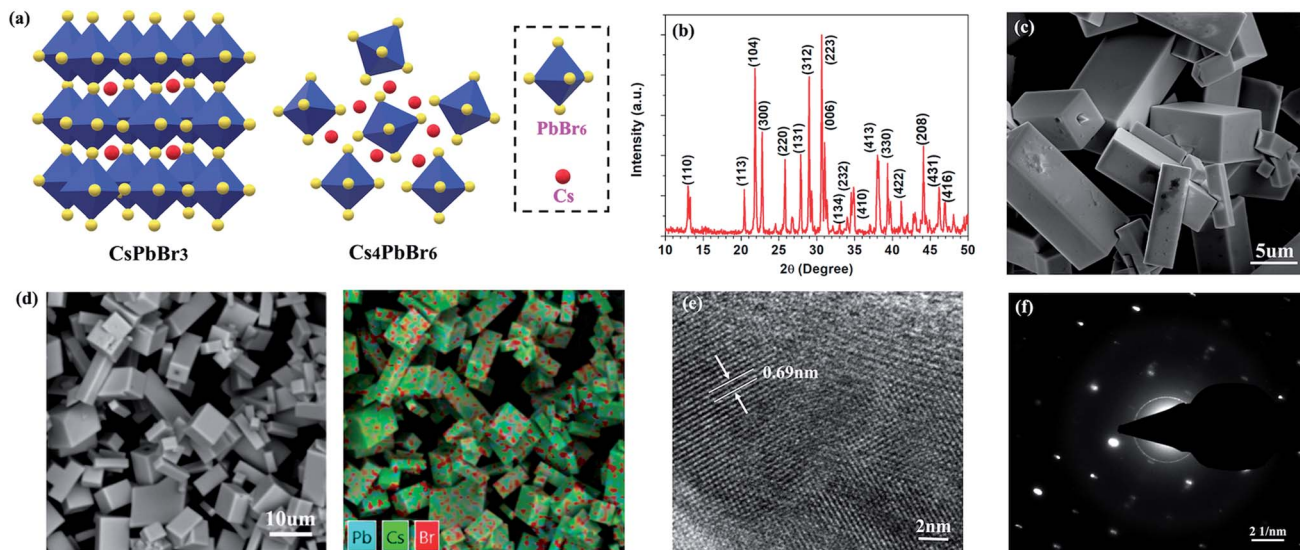 (a)
CsPbBr3
Cs4PbBr6
PbBr6
Cs
(b)
Intensity (a.u.)
(110)
(113)
(104)
(300)
(220)
(131)
(312)
(223)
(006)
(134)
(232)
(410)
(413)
(330)
(422)
(208)
(431)
(416)
10 15 20 25 30 35 40 45 50
2θ (Degree)
(c)
5um
(d)
10um
Pb Cs Br
(e)
0.69nm
2nm
(f)
2 1/nm